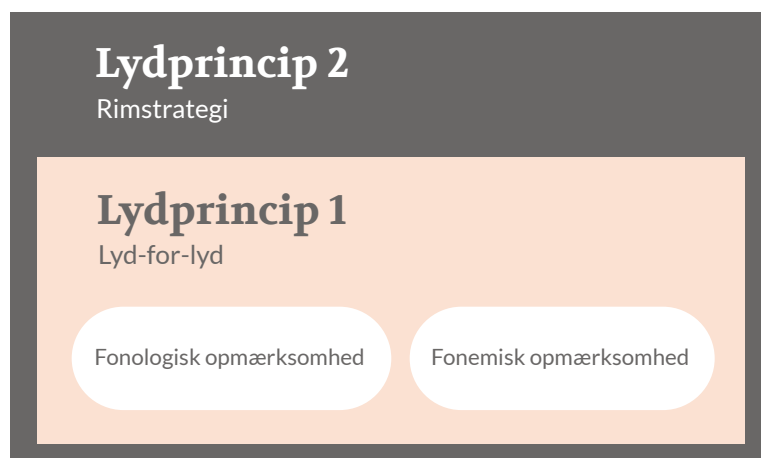 Lydprincip 2
Rimstrategi
Lydprincip 1
Lyd-for-lyd
Fonologisk opmærksomhed
Fonemisk opmærksomhed